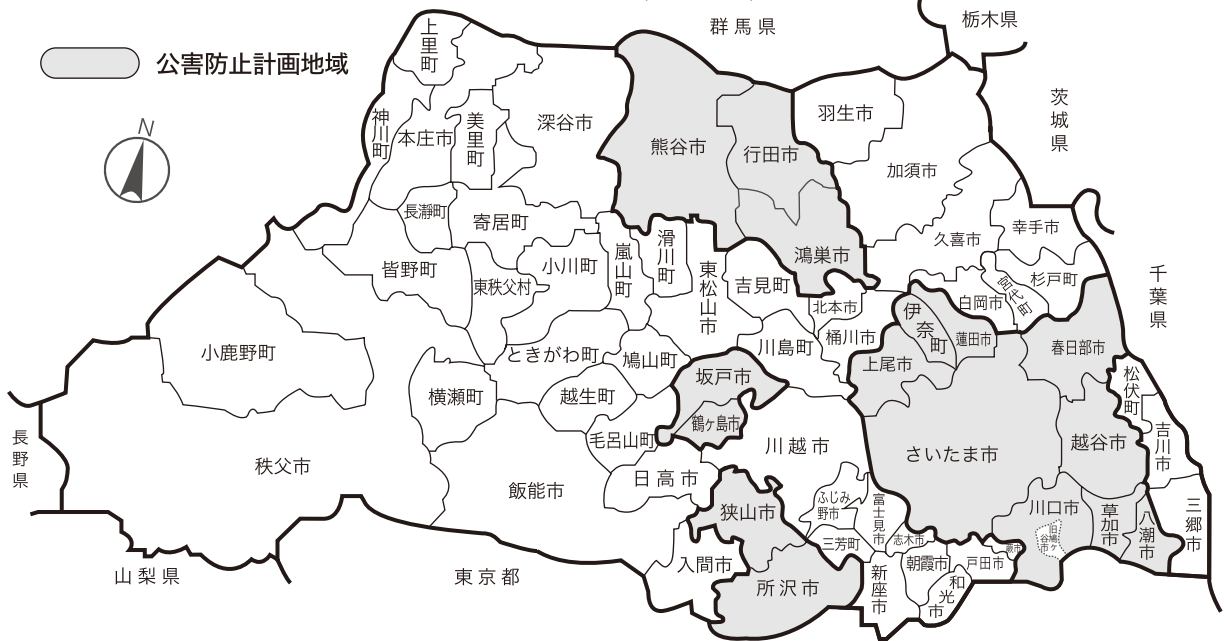 群馬県
栃木県
公害防止計画地域
N
茨城県
千葉県
長野県
山梨県
東京都
上里町
神川町
本庄市
美里町
深谷市
熊谷市
行田市
羽生市
加須市
長瀞町
寄居町
皆野町
東秩父村
小川町
嵐山町
滑川町
東松山市
吉見町
鴻巣市
久喜市
幸手市
杉戸町
宮代町
白岡市
北本市
桶川市
伊奈町
蓮田市
春日部市
小鹿野町
横瀬町
ときがわ町
鳩山町
越生町
毛呂山町
坂戸市
鶴ヶ島市
川島町
上尾市
松伏町
吉川市
越谷市
さいたま市
川越市
秩父市
飯能市
日高市
狭山市
入間市
所沢市
ふじみ
野市
三芳町
富士見市
志木市
新座市
朝霞市
和光市
戸田市
蕨市
川口市
旧鳩ヶ
谷市
草加市
八潮市
三郷市